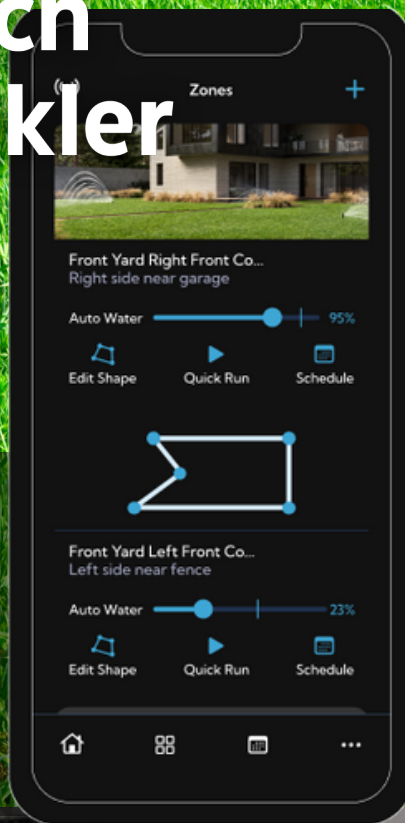 ch
kler
Zones
Front Yard Right Front Co...
Right side near garage
Auto Water 95%
Edit Shape Quick Run Schedule
Front Yard Left Front Co...
Left side near fence
Auto Water 23%
Edit Shape Quick Run Schedule